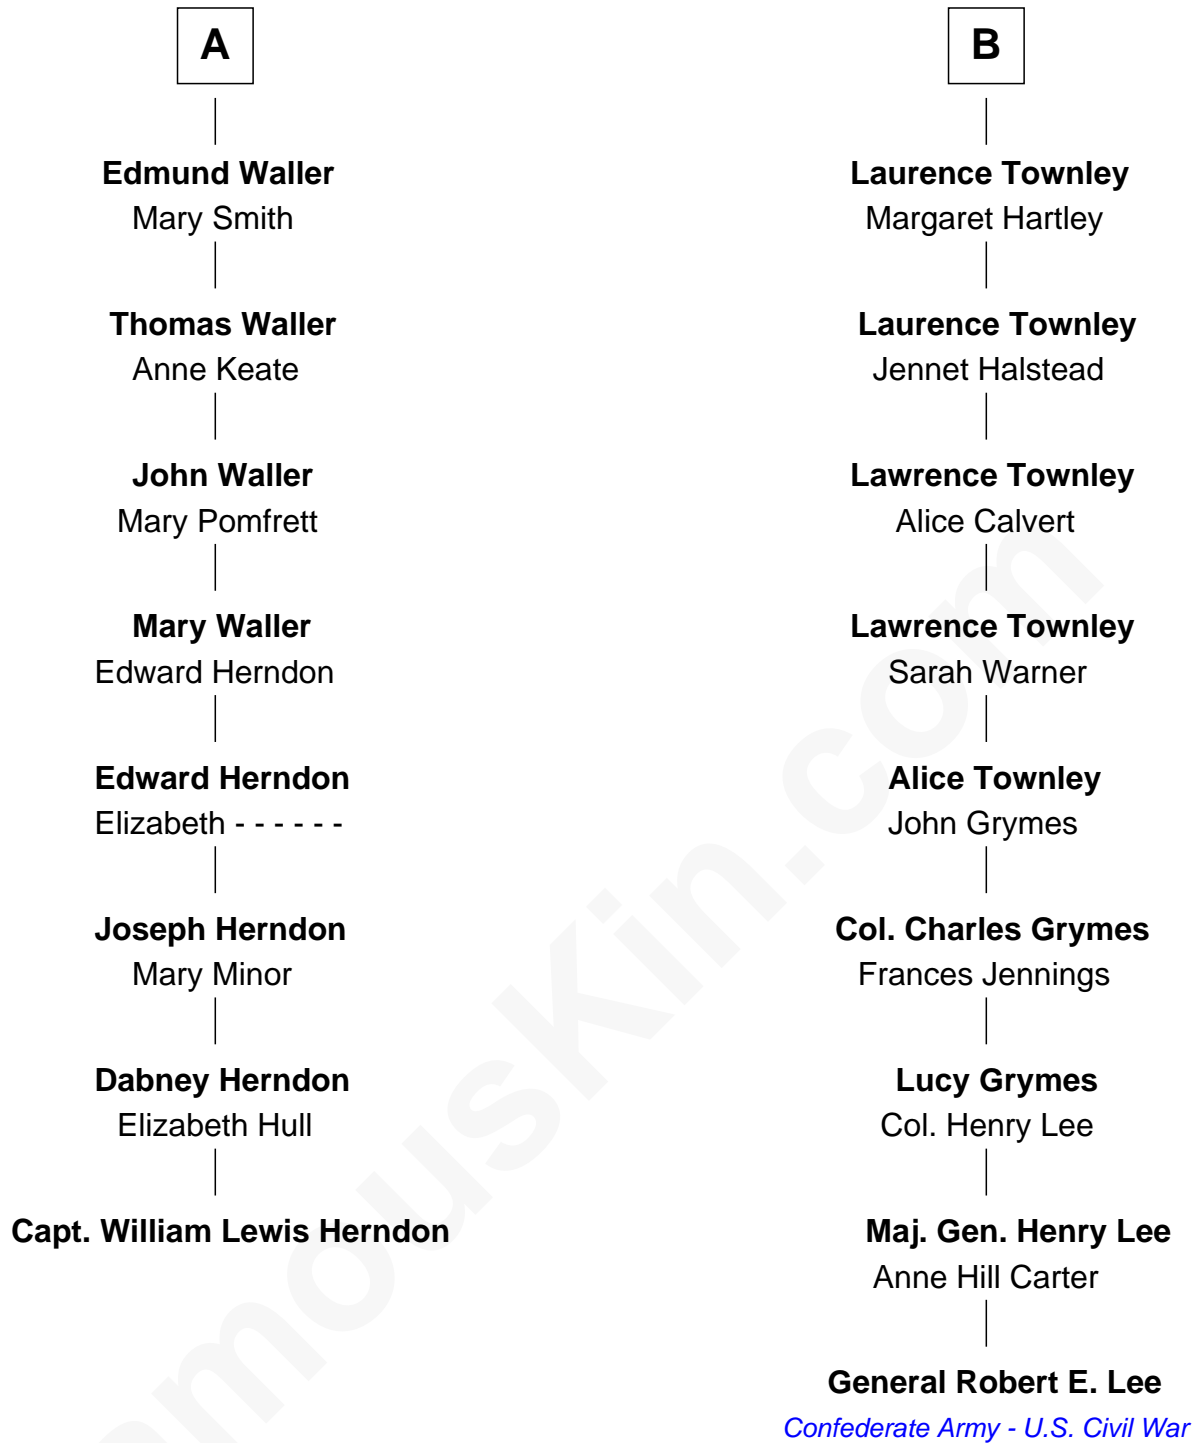 A
Edmund Waller
Mary Smith
Thomas Waller
Anne Keate
John Waller
Mary Pomfrett
Mary Waller
Edward Herndon
Edward Herndon
Elizabeth - - - - - -
Joseph Herndon
Mary Minor
Dabney Herndon
Elizabeth Hull
Capt. William Lewis Herndon
B
Laurence Townley
Margaret Hartley
Laurence Townley
Jennet Halstead
Lawrence Townley
Alice Calvert
Lawrence Townley
Sarah Warner
Alice Townley
John Grymes
Col. Charles Grymes
Frances Jennings
Lucy Grymes
Col. Henry Lee
Maj. Gen. Henry Lee
Anne Hill Carter
General Robert E. Lee
Confederate Army - U.S. Civil War
amouskin.com